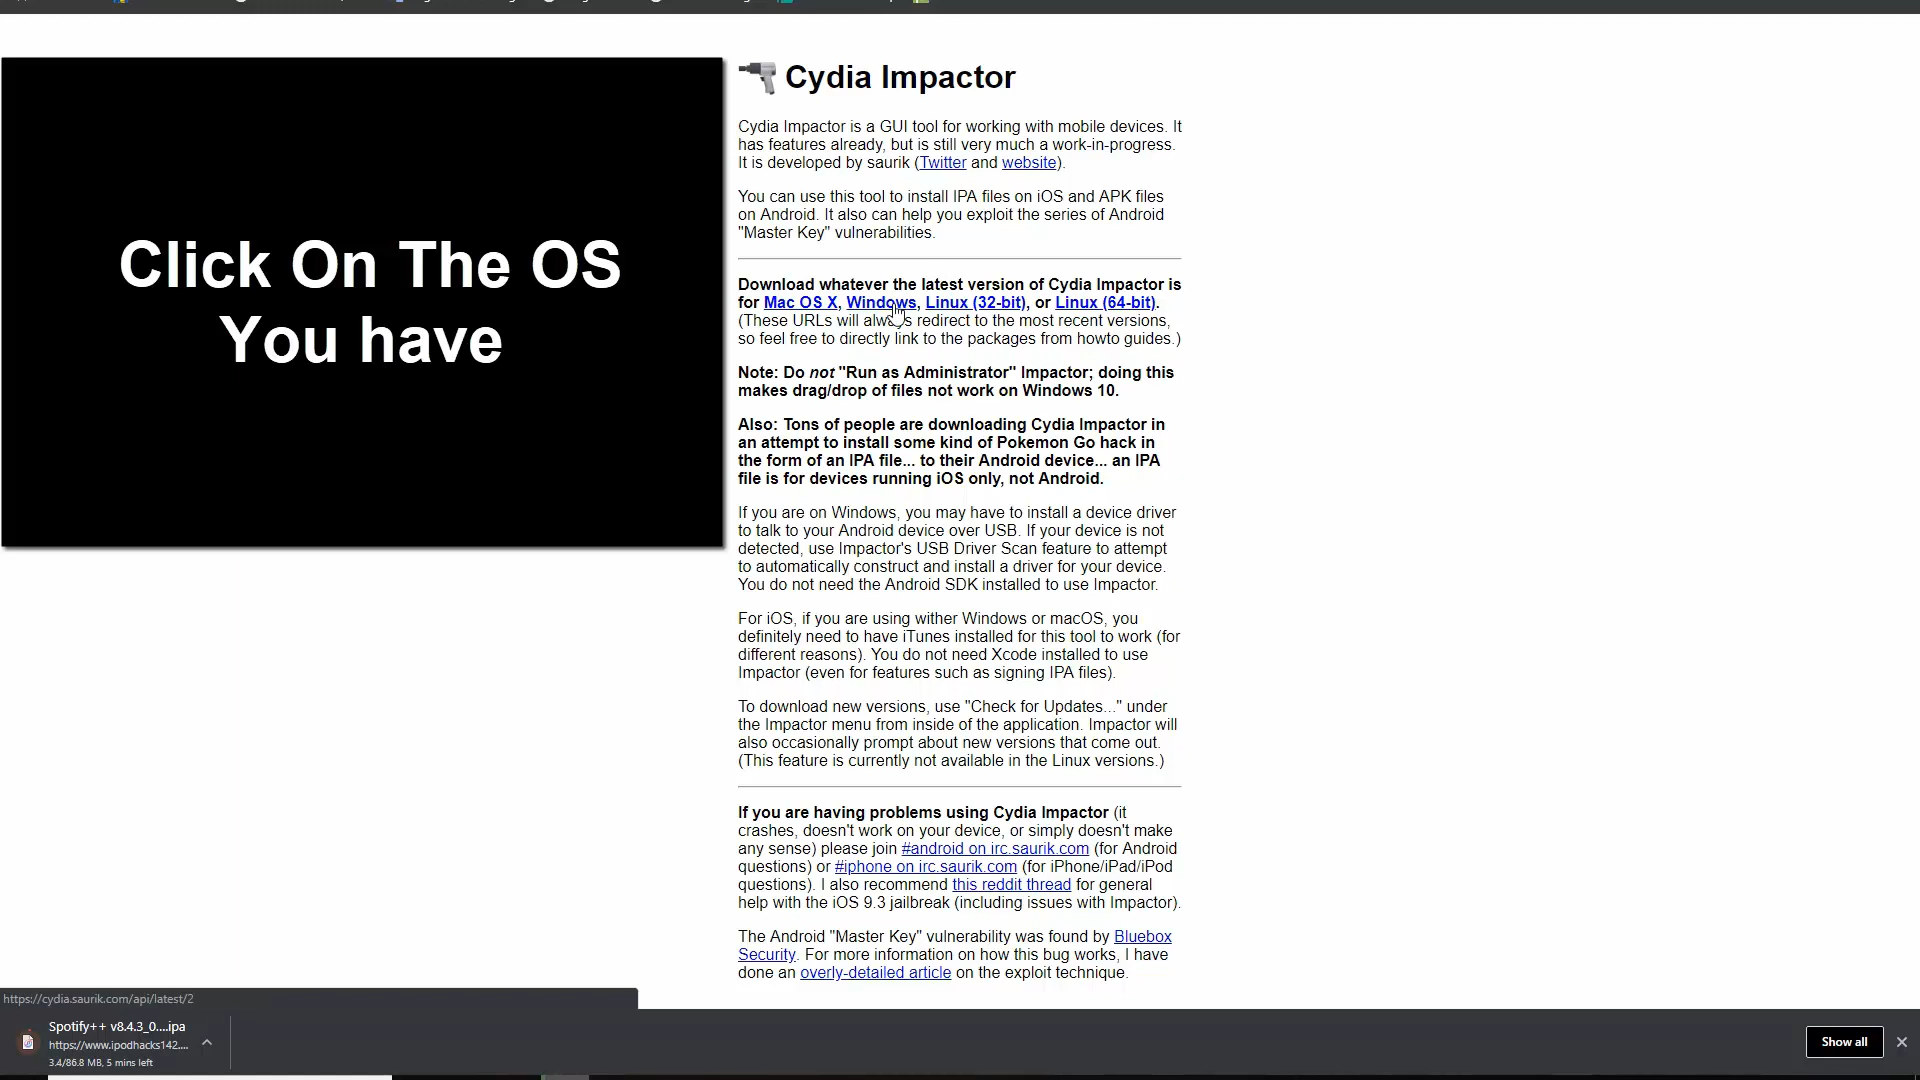 Click On The OS
You have
Cydia Impactor
Cydia Impactor is a GUI tool for working with mobile devices. It
has features already, but is still very much a work-in-progress.
It is developed by saurik (Twitter and website).
You can use this tool to install IPA files on iOS and APK files
on Android. It also can help you exploit the series of Android
"Master Key" vulnerabilities.
Download whatever the latest version of Cydia Impactor is
for Mac OS X, Windows, Linux (32-bit), or Linux (64-bit).
(These URLs will always redirect to the most recent versions,
so feel free to directly link to the packages from howto guides.)
Note: Do not "Run as Administrator" Impactor; doing this
makes drag/drop of files not work on Windows 10.
Also: Tons of people are downloading Cydia Impactor in
an attempt to install some kind of Pokemon Go hack in
the form of an IPA file... to their Android device... an IPA
file is for devices running iOS only, not Android.
If you are on Windows, you may have to install a device driver
to talk to your Android device over USB. If your device is not
detected, use Impactor's USB Driver Scan feature to attempt
to automatically construct and install a driver for your device.
You do not need the Android SDK installed to use Impactor.
For iOS, if you are using wither Windows or macOS, you
definitely need to have iTunes installed for this tool to work (for
different reasons). You do not need Xcode installed to use
Impactor (even for features such as signing IPA files).
To download new versions, use "Check for Updates..." under
the Impactor menu from inside of the application. Impactor will
also occasionally prompt about new versions that come out.
(This feature is currently not available in the Linux versions.)
If you are having problems using Cydia Impactor (it
crashes, doesn't work on your device, or simply doesn't make
any sense) please join #android on irc.saurik.com (for Android
questions) or #iphone on irc.saurik.com (for iPhone/iPad/iPod
questions). I also recommend this reddit thread for general
help with the iOS 9.3 jailbreak (including issues with Impactor).
The Android "Master Key" vulnerability was found by Bluebox
Security. For more information on how this bug works, I have
done an overly-detailed article on the exploit technique.
https://cydia.saurik.com/api/latest/2
Spotify++ v8.4.3_0....ipa
https://www.ipodhacks142....
3.4/86.8 MB, 5 mins left
Show all